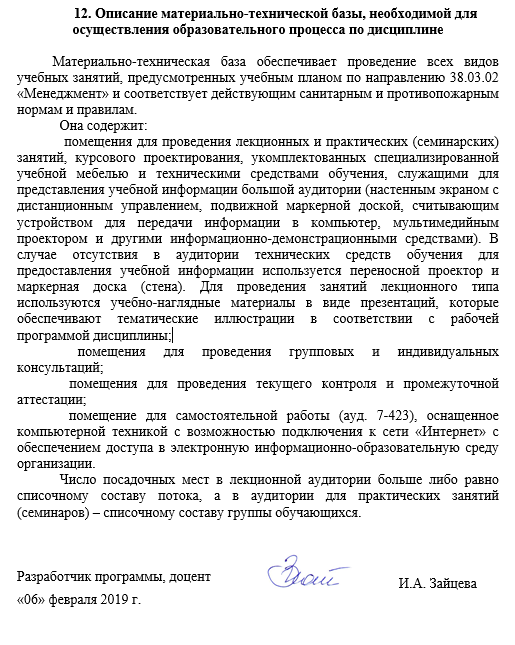 12. Описание материально-технической базы, необходимой для
осуществления образовательного процесса по дисциплине
Материально-техническая база обеспечивает проведение всех видов
учебных занятий, предусмотренных учебным планом по направлению 38.03.02
«Менеджмент» и соответствует действующим санитарным и противопожарным
нормам и правилам.
Она содержит:
помещения для проведения лекционных и практических (семинарских)
занятий, курсового проектирования, укомплектованных специализированной
учебной мебелью и техническими средствами обучения, служащими для
представления учебной информации большой аудитории (настенным экраном с
дистанционным управлением, подвижной маркерной доской, считывающим
устройством для передачи информации в компьютер, мультимедийным
проектором и другими информационно-демонстрационными средствами). В
случае отсутствия в аудитории технических средств обучения для
предоставления учебной информации используется переносной проектор и
маркерная доска (стена). Для проведения занятий лекционного типа
используются учебно-наглядные материалы в виде презентаций, которые
обеспечивают тематические иллюстрации в соответствии с рабочей
программой дисциплины;
помещения для проведения групповых и индивидуальных
консультаций;
помещения для проведения текущего контроля и промежуточной
аттестации;
помещение для самостоятельной работы (ауд. 7-423), оснащенное
компьютерной техникой с возможностью подключения к сети «Интернет» с
обеспечением доступа в электронную информационно-образовательную среду
организации.
Число посадочных мест в лекционной аудитории больше либо равно
списочному составу потока, а в аудитории для практических занятий
(семинаров) – списочному составу группы обучающихся.
Разработчик программы, доцент
И.А. Зайцева
«06» февраля 2019 г.